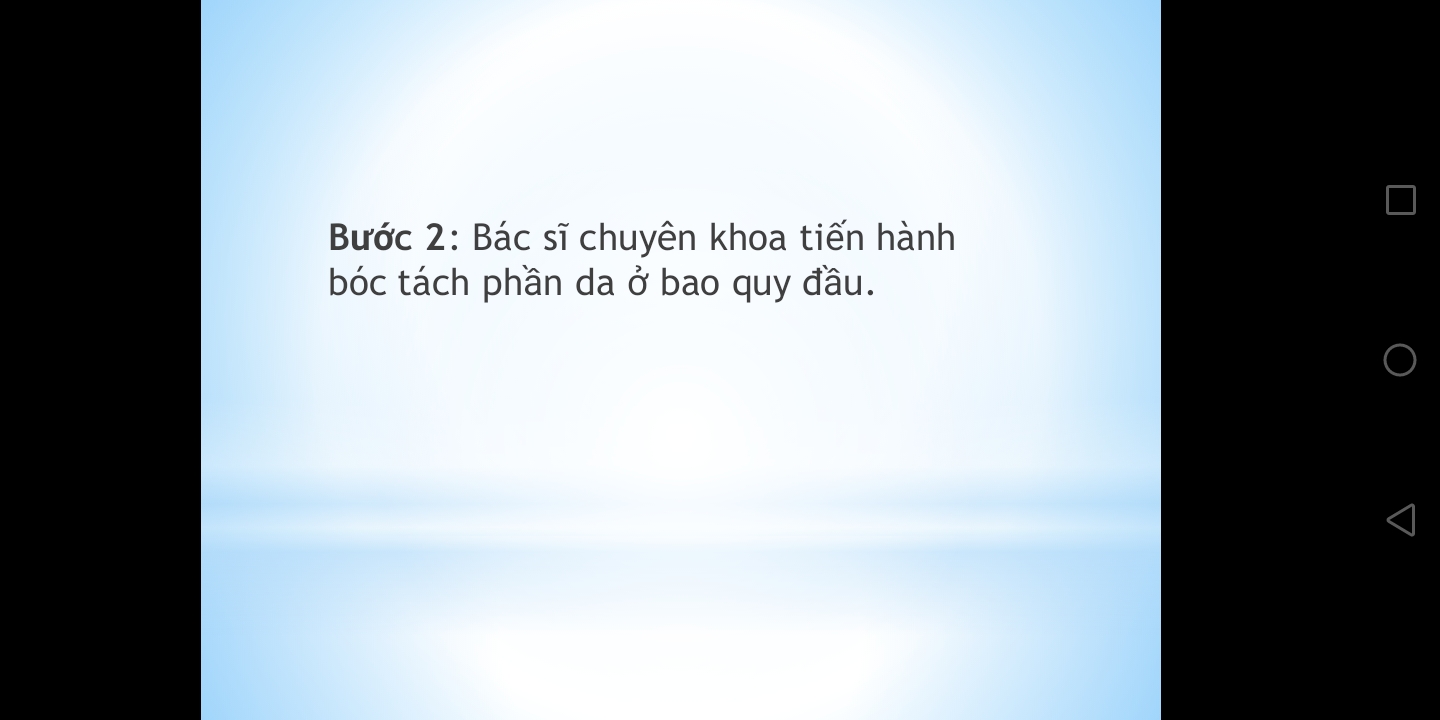 Bước 2: Bác sĩ chuyên khoa tiến hành
bóc tách phần da ở bao quy đầu.